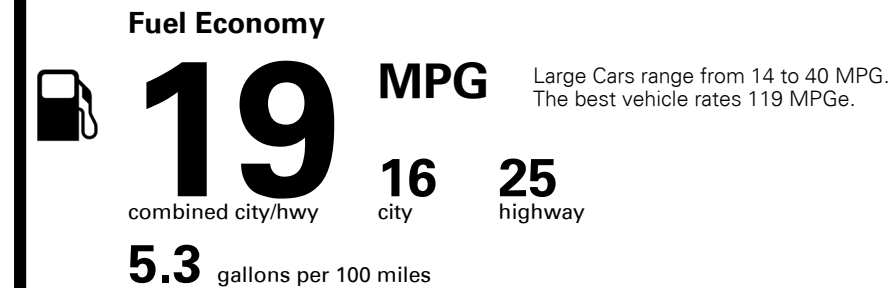 Fuel Economy
19 MPG
Large Cars range from 14 to 40 MPG.
The best vehicle rates 119 MPGe.
16 25
combined city/hwy city highway
5.3 gallons per 100 miles